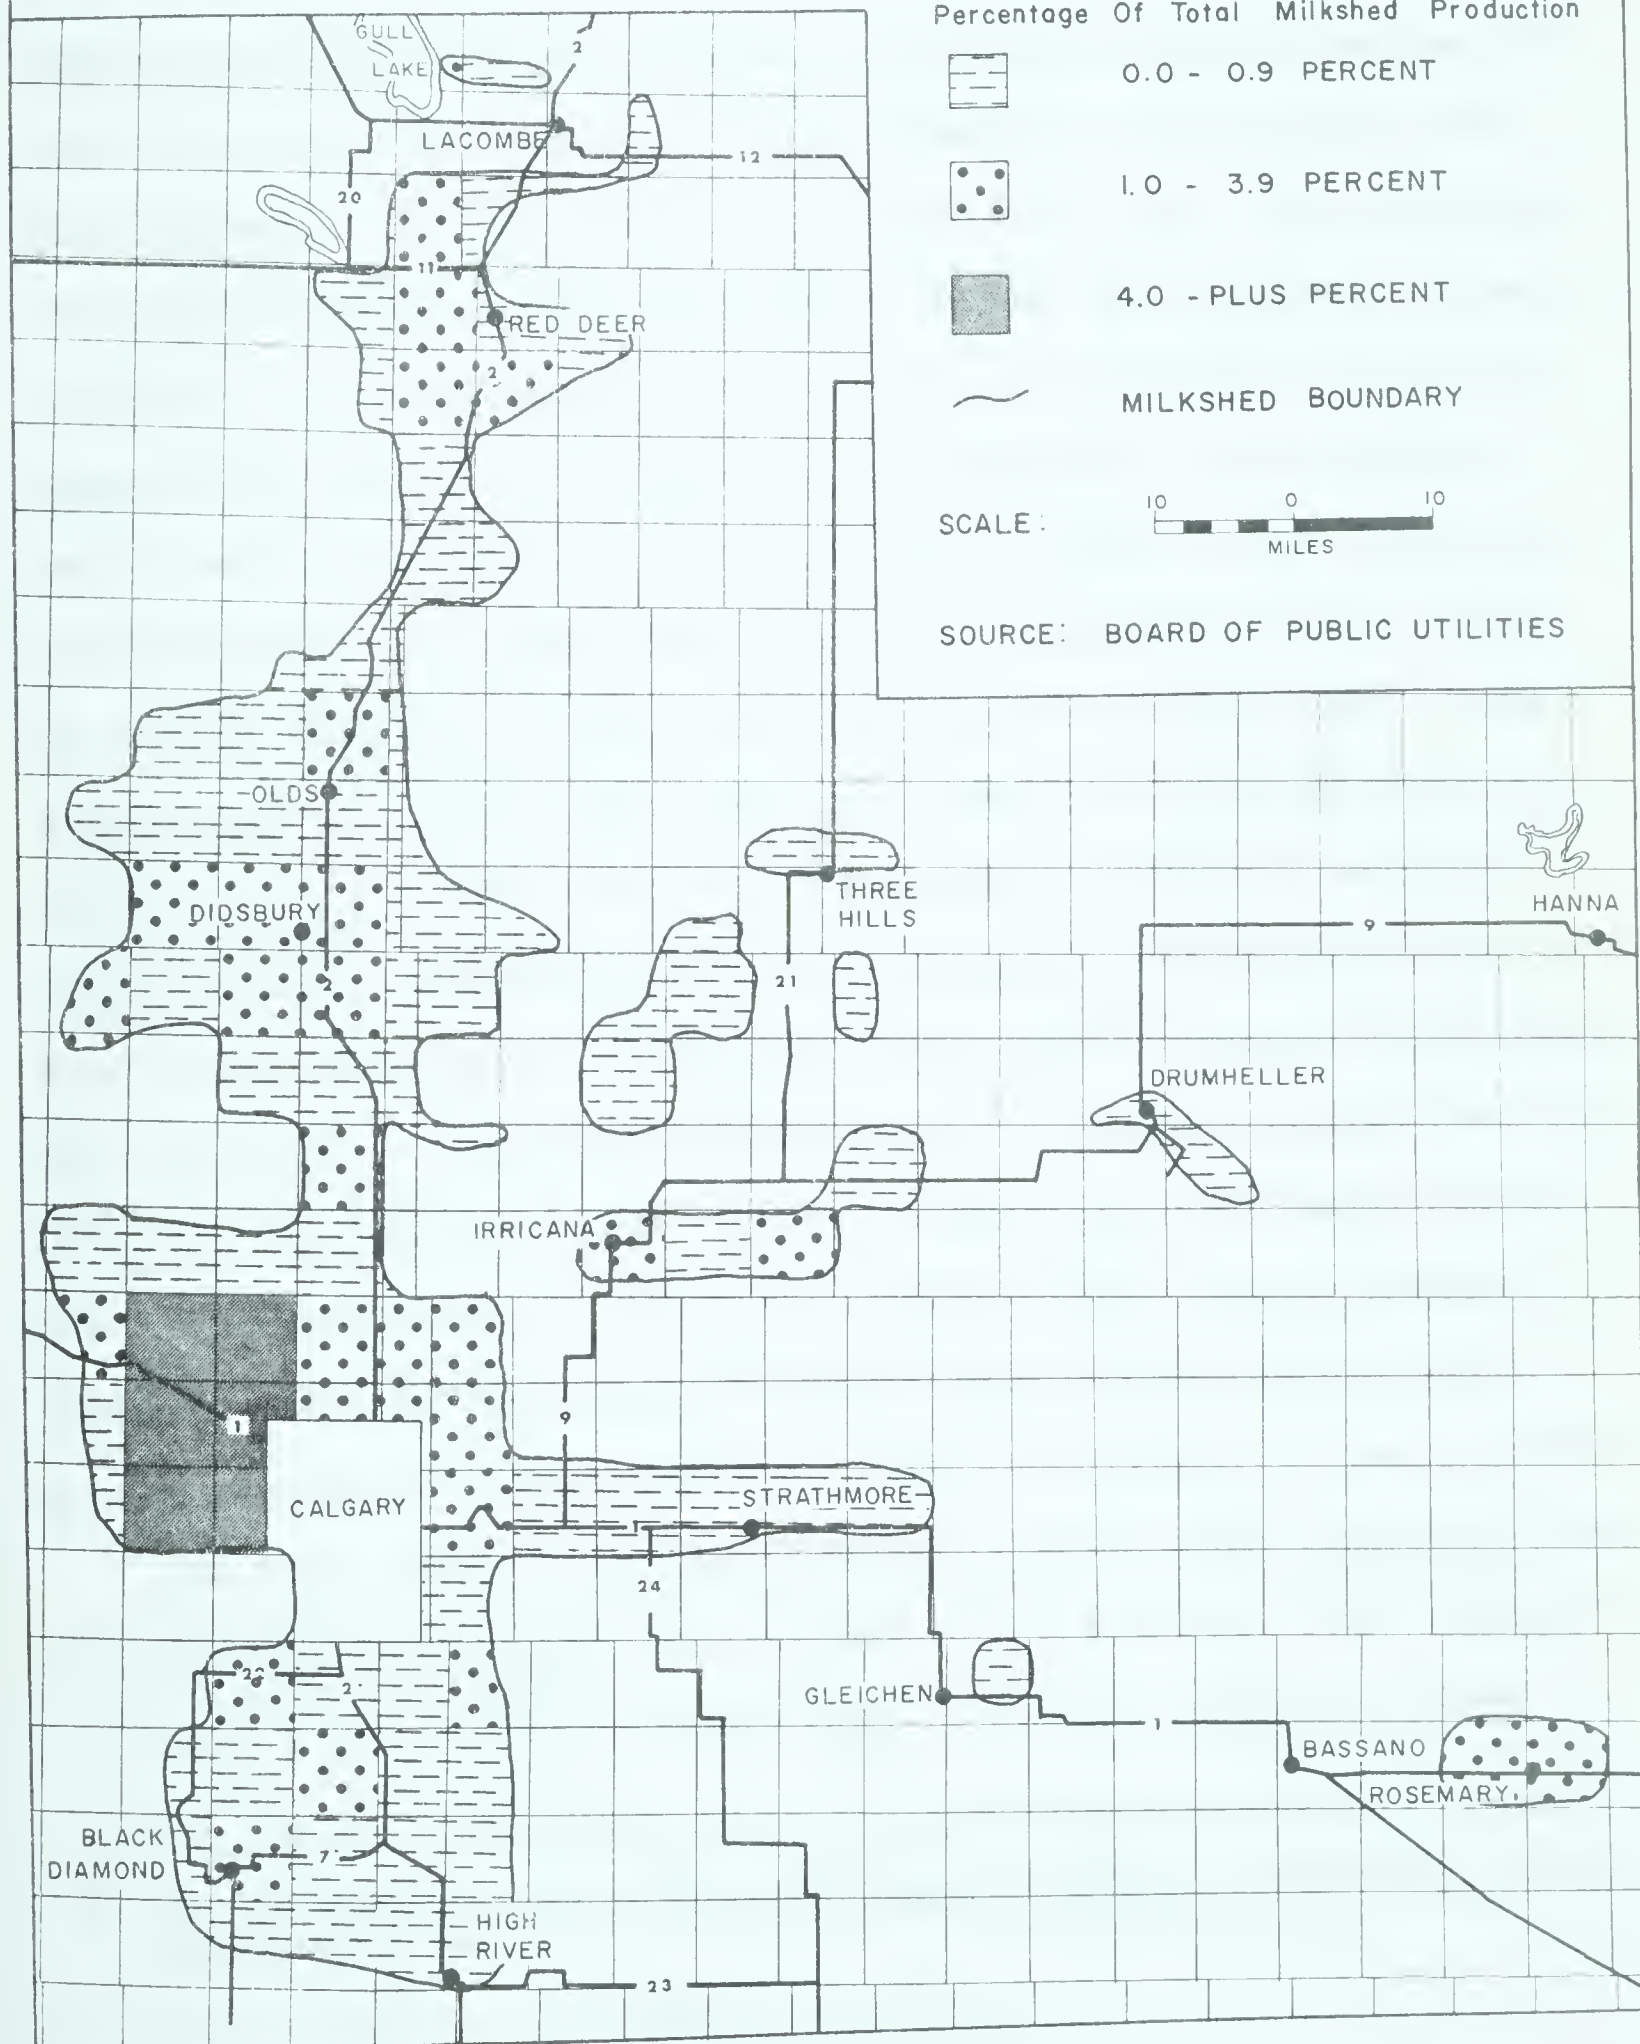 Percentage Of Total Milkshed Production
0.0 - 0.9 PERCENT
1.0 - 3.9 PERCENT
4.0 - PLUS PERCENT
MILKSHED BOUNDARY
SCALE:
10 0 10
MILES
SOURCE: BOARD OF PUBLIC UTILITIES
GULL
LAKE
2
LACOMBE
12
20
11
RED DEER
2
OLDS
THREE
HILLS
HANNA
9
DIDSBURY
2
21
DRUMHELLER
IRRICANA
1
9
CALGARY
STRATHMORE
1
24
22
2
GLEICHEN
1
BASSANO
ROSEMARY
BLACK
DIAMOND
7
HIGH
RIVER
23